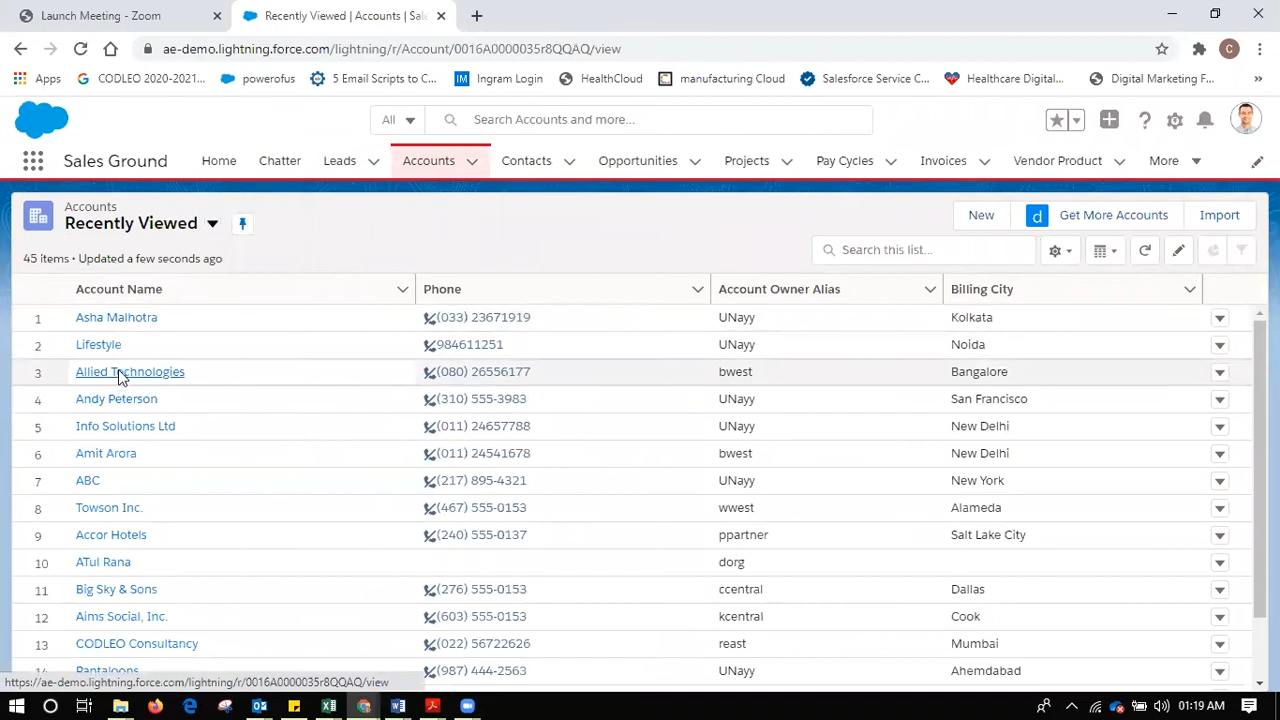 Launch Meeting - Zoom
Recently Viewed | Accounts | Sal
ae-demo.lightning.force.com/lightning/r/Account/0016A0000035r8QQAQ/view
C
Apps
CODLEO 2020-2021...
powerofus
5 Email Scripts to C...
Ingram Login
HealthCloud
manufacturing Cloud
Salesforce Service C...
Healthcare Digital...
Digital Marketing F...
All
Search Accounts and more...
Sales Ground
Home
Chatter
Leads
Accounts
Contacts
Opportunities
Projects
Pay Cycles
Invoices
Vendor Product
More
Accounts
Recently Viewed
New
Get More Accounts
Import
45 items • Updated a few seconds ago
Search this list...
Account Name Phone Account Owner Alias Billing City
1 Asha Malhotra (033) 23671919 UNayy Kolkata
2 Lifestyle 984611251 UNayy Noida
3 Allied Technologies (080) 26556177 bwest Bangalore
4 Andy Peterson (310) 555-3983 UNayy San Francisco
5 Info Solutions Ltd (011) 24657788 UNayy New Delhi
6 Amit Arora (011) 24541678 bwest New Delhi
7 ABC (217) 895-4321 UNayy New York
8 Towson Inc. (467) 555-0153 wwest Alameda
9 Accor Hotels (240) 555-0137 ppartner Salt Lake City
10 ATul Rana dorg
11 Big Sky & Sons (276) 555-0153 ccentral Dallas
12 Aims Social, Inc. (603) 555-0153 kcentral Cook
13 CODLEO Consultancy (022) 56722626 reast Mumbai
14 Pantaloons (987) 444-2563 UNayy Ahemdabad
https://ae-demo.lightning.force.com/lightning/r/Account/0016A0000035r8QQAQ/view
01:19 AM